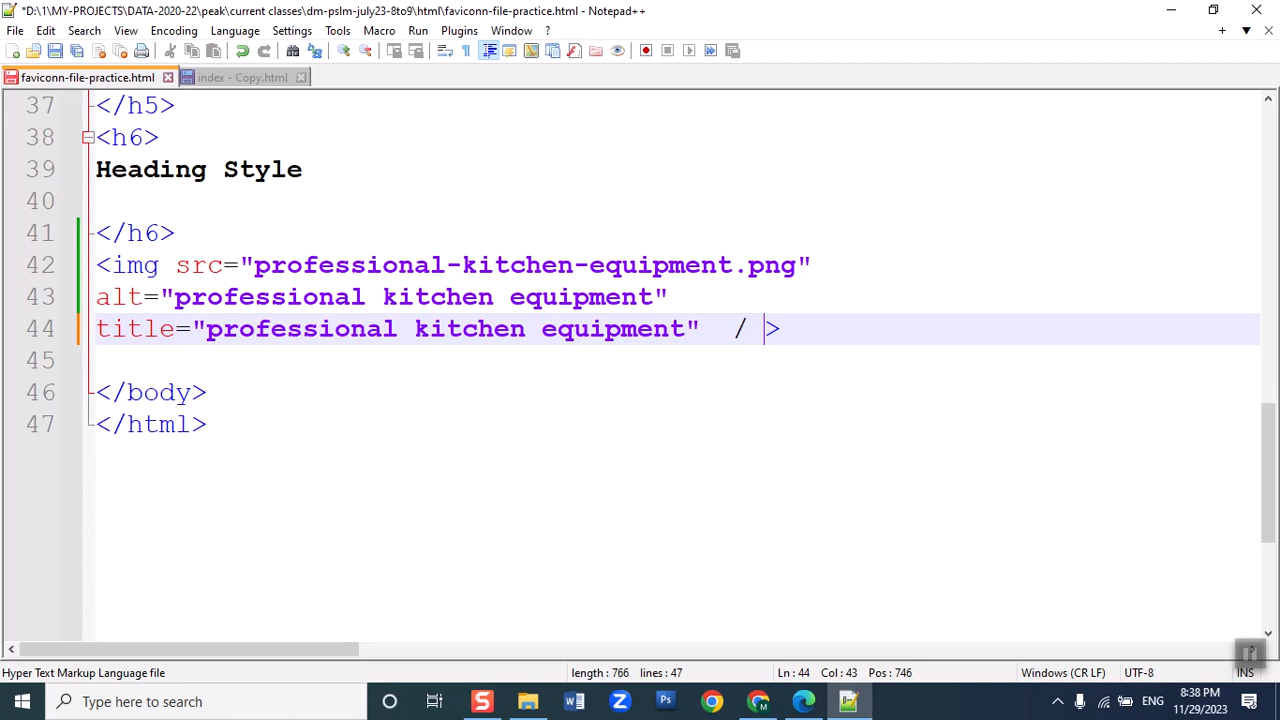 *D:\1\MY-PROJECTS\DATA-2020-22\peak\current classes\dm-pslm-july23-8to9\html\faviconn-file-practice.html - Notepad++
File Edit Search View Encoding Language Settings Tools Macro Run Plugins Window ?
faviconn-file-practice.html index - Copy.html
37 </h5>
38 <h6>
39 Heading Style
40
41 </h6>
42 <img src="professional-kitchen-equipment.png"
43 alt="professional kitchen equipment"
44 title="professional kitchen equipment"  / >
45
46 </body>
47 </html>
Hyper Text Markup Language file length : 766 lines : 47 Ln : 44 Col : 43 Pos : 746 Windows (CR LF) UTF-8 INS
Type here to search S W Z Ps ENG 8:38 PM
11/29/2023